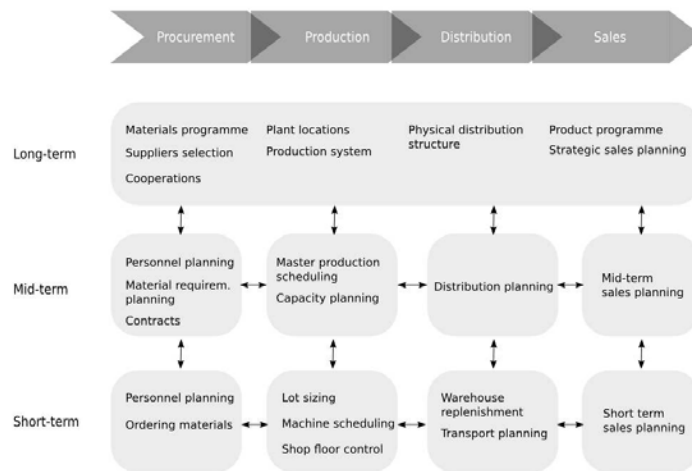 Procurement
Production
Distribution
Sales
Long-term
Materials programme
Suppliers selection
Cooperations
Plant locations
Production system
Physical distribution
structure
Product programme
Strategic sales planning
Mid-term
Personnel planning
Material requirem.
planning
Contracts
Master production
scheduling
Capacity planning
Distribution planning
Mid-term
sales planning
Short-term
Personnel planning
Ordering materials
Lot sizing
Machine scheduling
Shop floor control
Warehouse
replenishment
Transport planning
Short term
sales planning